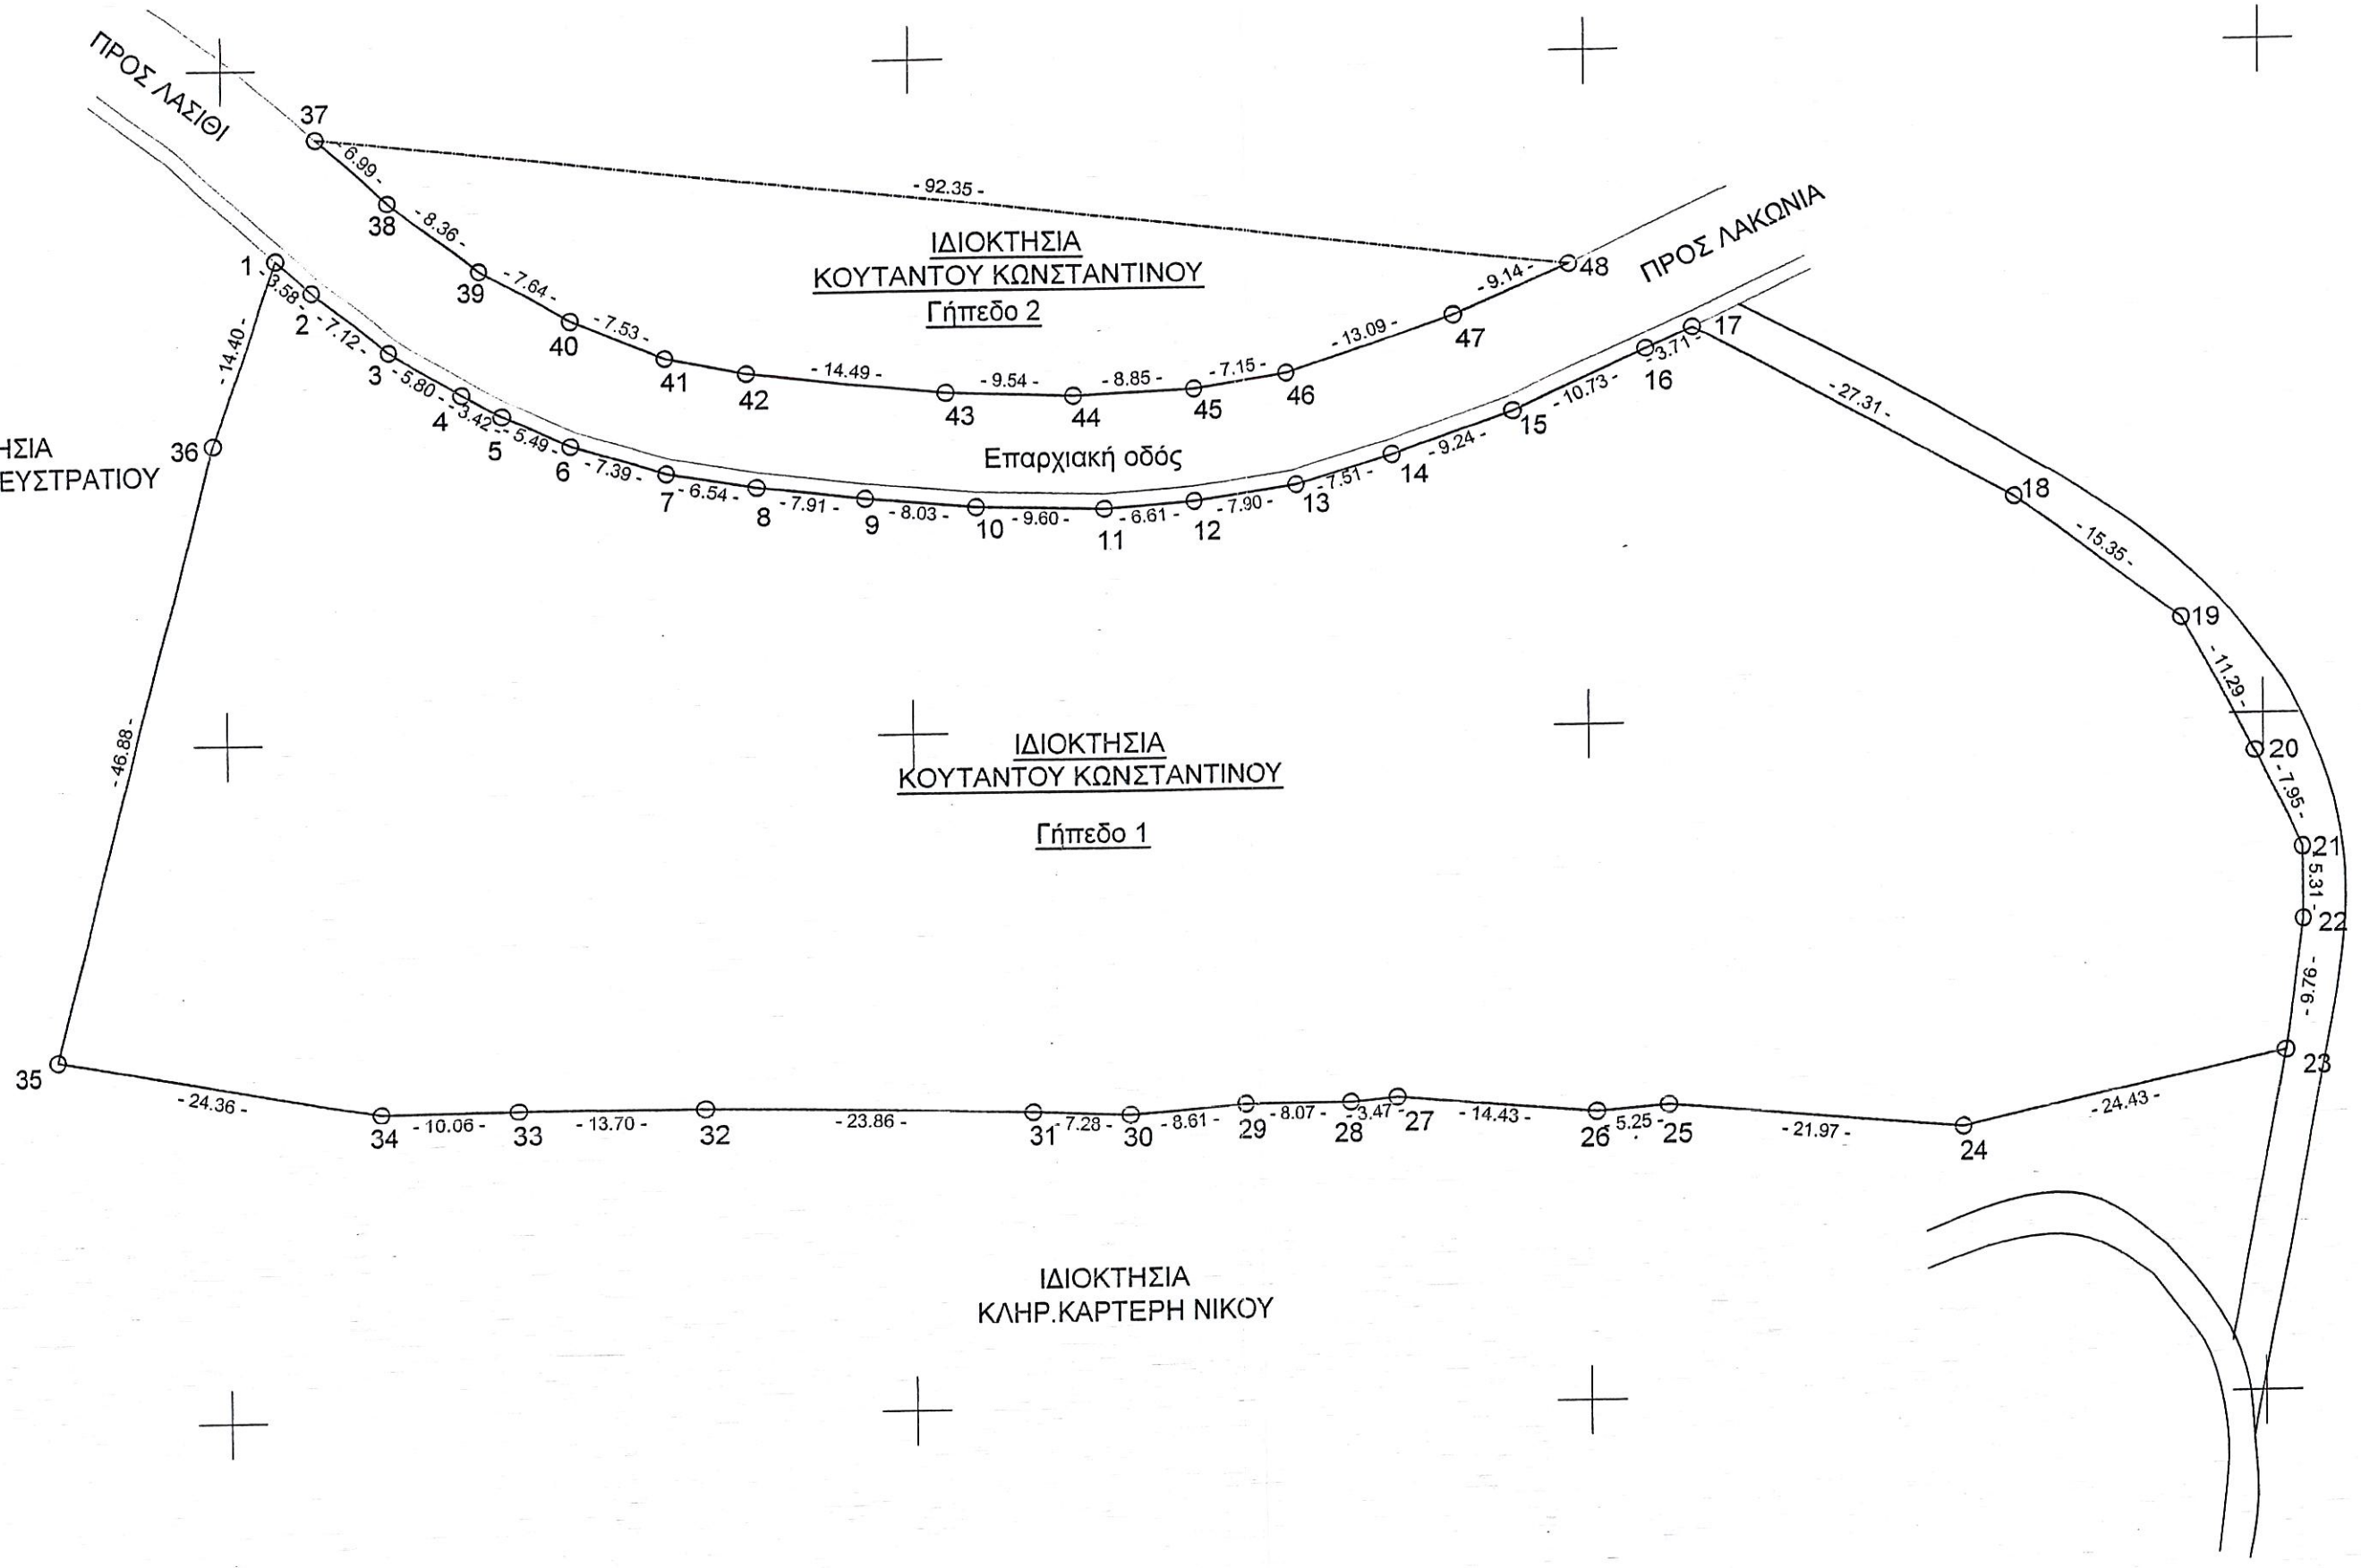 ΠΡΟΣ ΛΑΣΙΘΙ
37
- 6.99 -
38
- 8.36 -
39
- 7.64 -
40
- 7.53 -
41
42
- 14.49 -
43
- 9.54 -
44
- 8.85 -
45
- 7.15 -
46
- 13.09 -
47
- 9.14 -
48
- 92.35 -
ΙΔΙΟΚΤΗΣΙΑ
ΚΟΥΤΑΝΤΟΥ ΚΩΝΣΤΑΝΤΙΝΟΥ
Γήπεδο 2
ΠΡΟΣ ΛΑΚΩΝΙΑ
Επαρχιακή οδός
1
- 3.58 -
2
- 7.12 -
3
- 5.80 -
4
- 3.42 -
5
- 5.49 -
6
- 7.39 -
7
- 6.54 -
8
- 7.91 -
9
- 8.03 -
10
- 9.60 -
11
- 6.61 -
12
- 7.90 -
13
- 7.51 -
14
- 9.24 -
15
- 10.73 -
16
- 3.71 -
17
- 27.31 -
18
- 15.35 -
19
- 11.29 -
20
- 7.95 -
21
- 5.31 -
22
- 9.76 -
23
- 24.43 -
24
- 21.97 -
25
- 5.25 -
26
- 14.43 -
27
- 3.47 -
28
- 8.07 -
29
- 8.61 -
30
- 7.28 -
31
- 23.86 -
32
- 13.70 -
33
- 10.06 -
34
- 24.36 -
35
- 46.88 -
36
- 14.40 -
ΗΣΙΑ
ΕΥΣΤΡΑΤΙΟΥ
ΙΔΙΟΚΤΗΣΙΑ
ΚΟΥΤΑΝΤΟΥ ΚΩΝΣΤΑΝΤΙΝΟΥ
Γήπεδο 1
ΙΔΙΟΚΤΗΣΙΑ
ΚΛΗΡ.ΚΑΡΤΕΡΗ ΝΙΚΟΥ